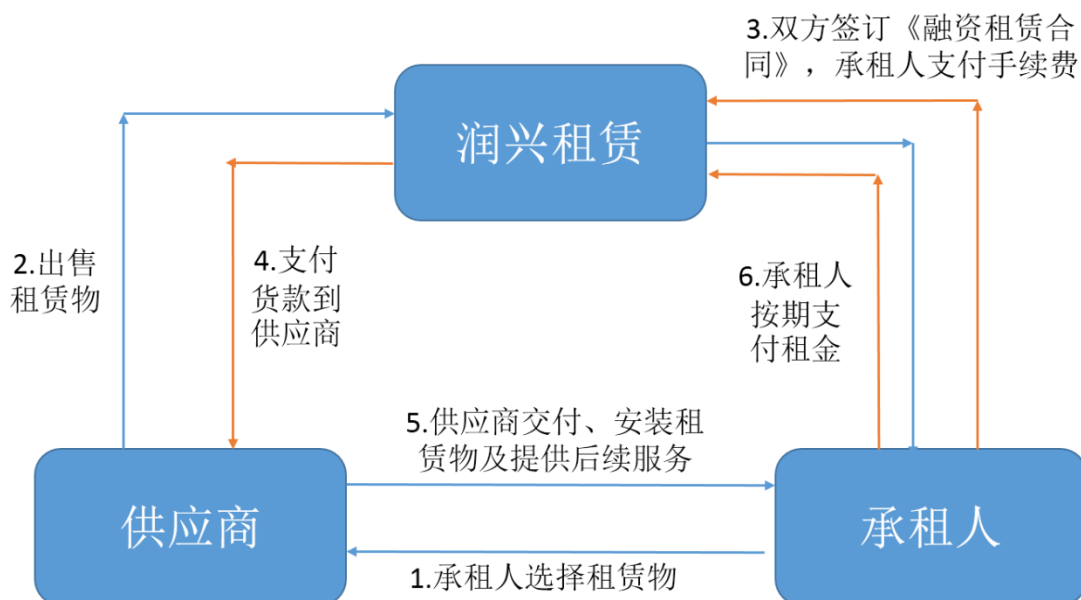 3.双方签订《融资租赁合
同》，承租人支付手续费
润兴租赁
2.出售
租赁物
4.支付
货款到
供应商
6.承租人
按期支
付租金
5.供应商交付、安装租
赁物及提供后续服务
供应商
承租人
1.承租人选择租赁物